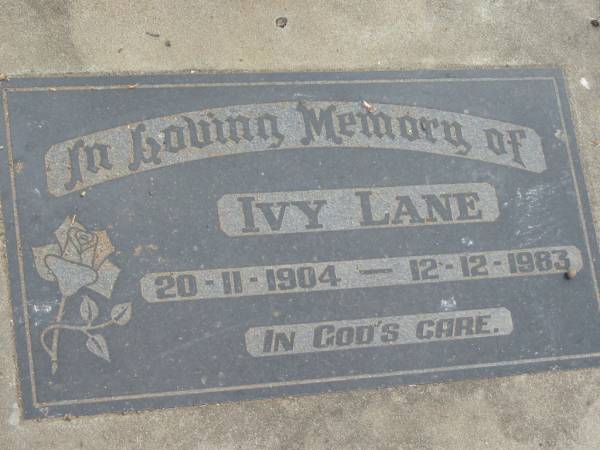 In Loving Memory of
IVY LANE
20-11-1904 — 12-12-1983
IN GOD'S CARE.